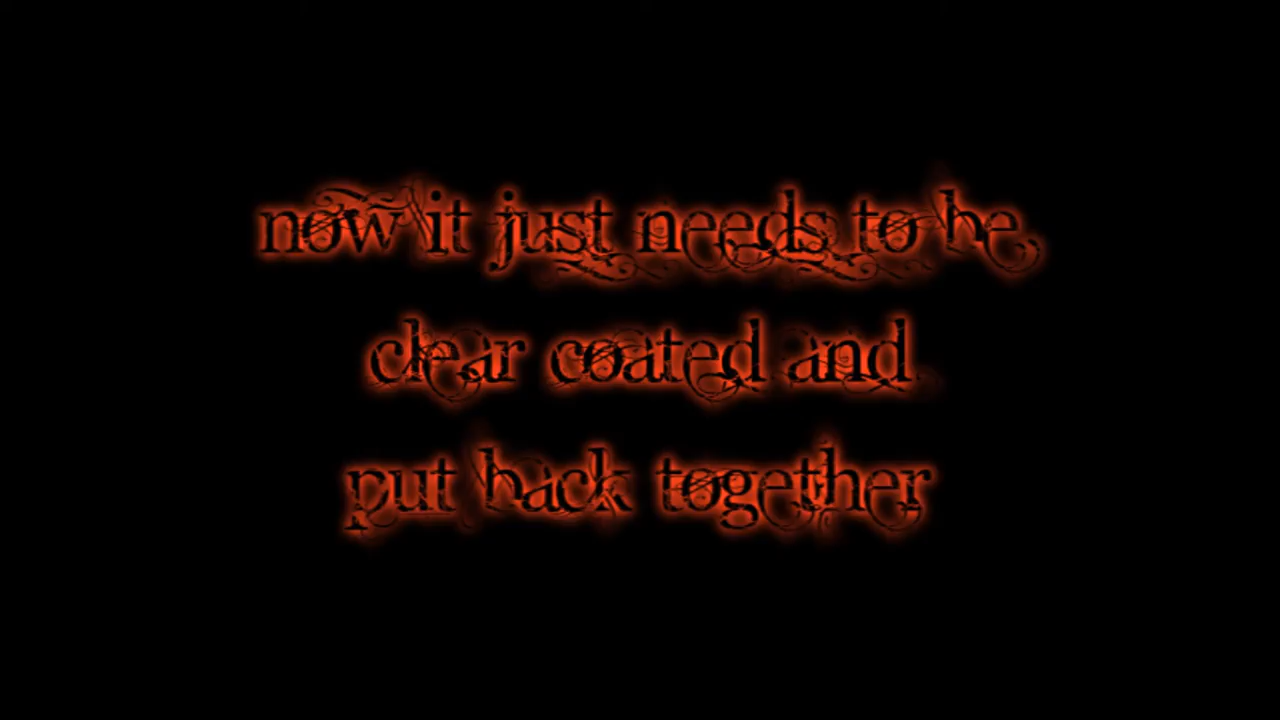 now it just needs to be
clear coated and
put back together